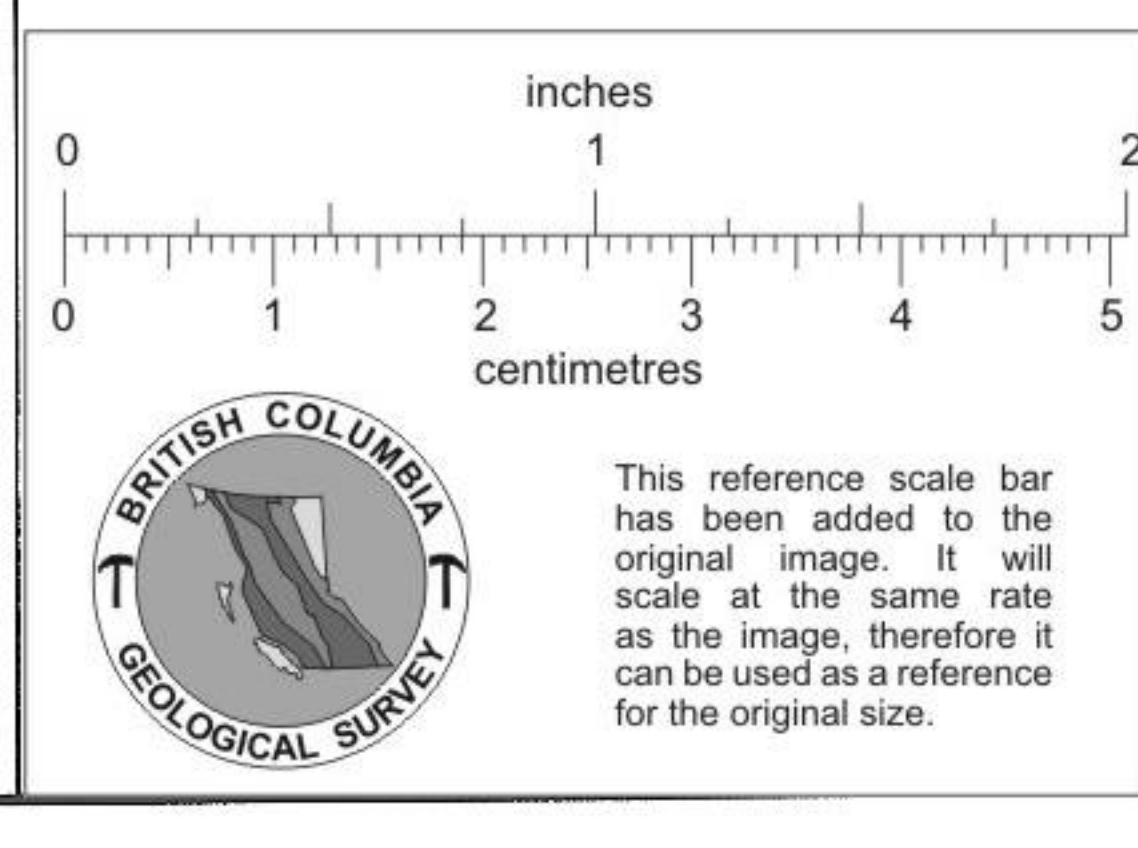 inches
0 1 2
0 1 2 3 4 5
centimetres
BRITISH COLUMBIA
GEOLOGICAL SURVEY
This reference scale bar
has been added to the
original image. It will
scale at the same rate
as the image, therefore it
can be used as a reference
for the original size.